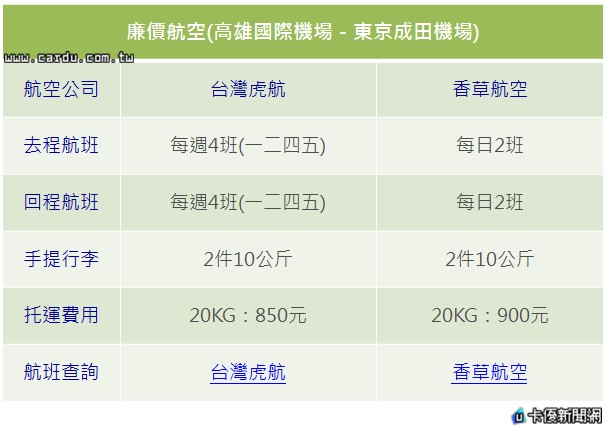 廉價航空(高雄國際機場 - 東京成田機場)
www.cardu.com.tw
航空公司 台灣虎航 香草航空
去程航班 每週4班(一二四五) 每日2班
回程航班 每週4班(一二四五) 每日2班
手提行李 2件10公斤 2件10公斤
托運費用 20KG：850元 20KG：900元
航班查詢 台灣虎航 香草航空
u 卡優新聞網